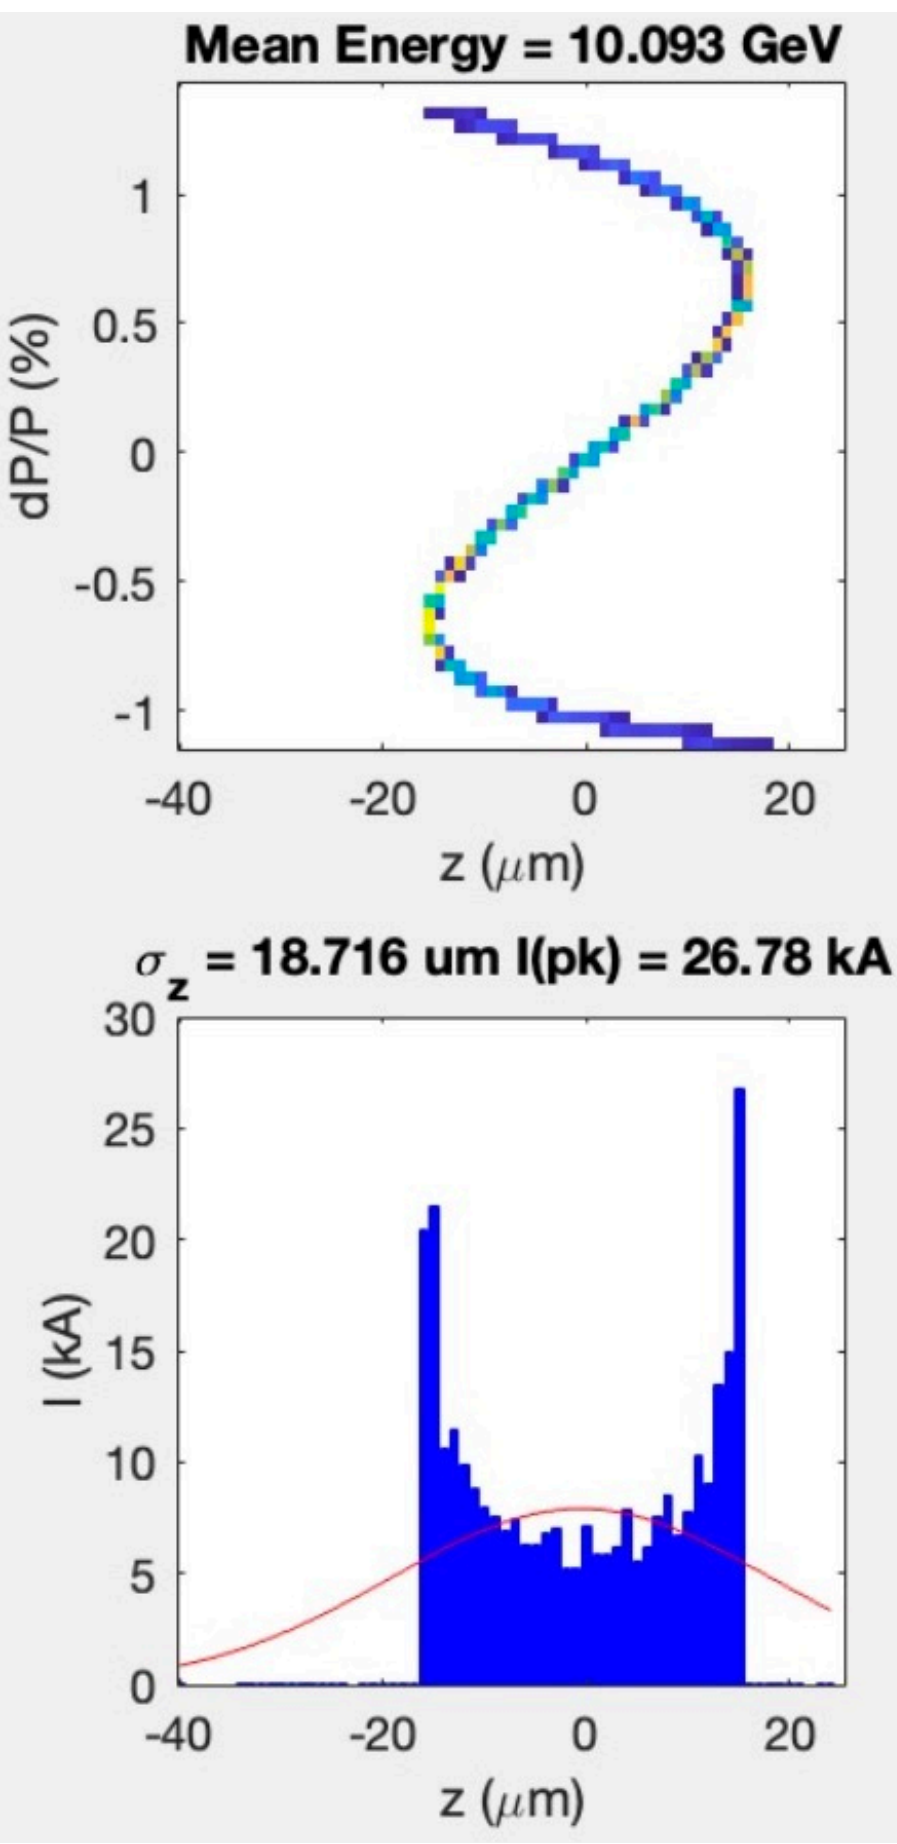 Mean Energy = 10.093 GeV
1
0.5
0
-0.5
-1
dP/P (%)
-40 -20 0 20
z (μm)
σz = 18.716 um I(pk) = 26.78 kA
30
25
20
15
10
5
0
I (kA)
-40 -20 0 20
z (μm)